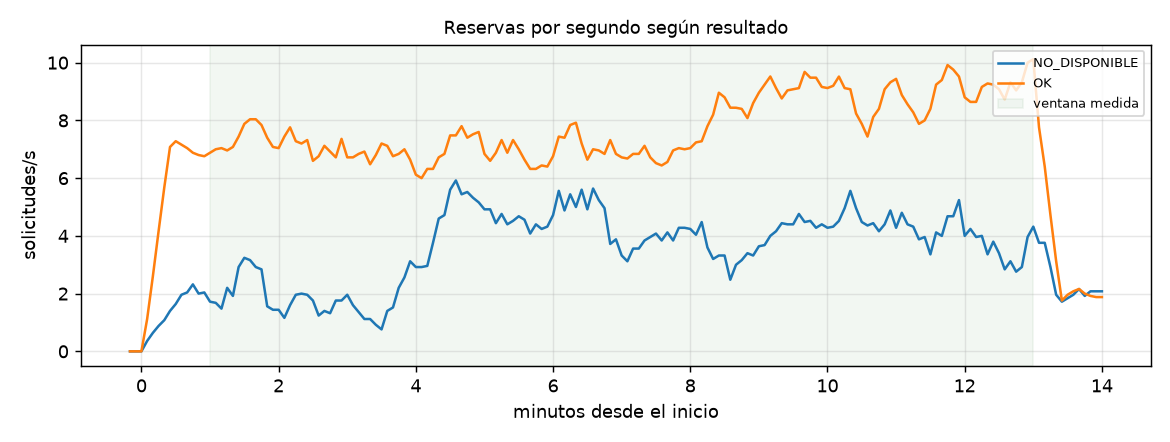 Reservas por segundo según resultado
NO_DISPONIBLE
OK
ventana medida
solicitudes/s
10
8
6
4
2
0
0 2 4 6 8 10 12 14
minutos desde el inicio